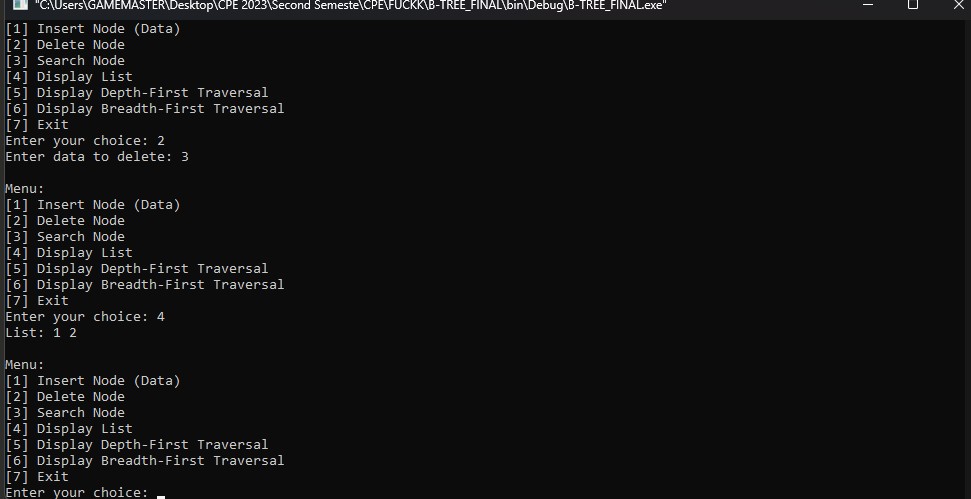 "C:\Users\GAMEMASTER\Desktop\CPE 2023\Second Semeste\CPE\FUCKK\B-TREE_FINAL\bin\Debug\B-TREE_FINAL.exe"
[1] Insert Node (Data)
[2] Delete Node
[3] Search Node
[4] Display List
[5] Display Depth-First Traversal
[6] Display Breadth-First Traversal
[7] Exit
Enter your choice: 2
Enter data to delete: 3

Menu:
[1] Insert Node (Data)
[2] Delete Node
[3] Search Node
[4] Display List
[5] Display Depth-First Traversal
[6] Display Breadth-First Traversal
[7] Exit
Enter your choice: 4
List: 1 2

Menu:
[1] Insert Node (Data)
[2] Delete Node
[3] Search Node
[4] Display List
[5] Display Depth-First Traversal
[6] Display Breadth-First Traversal
[7] Exit
Enter your choice: